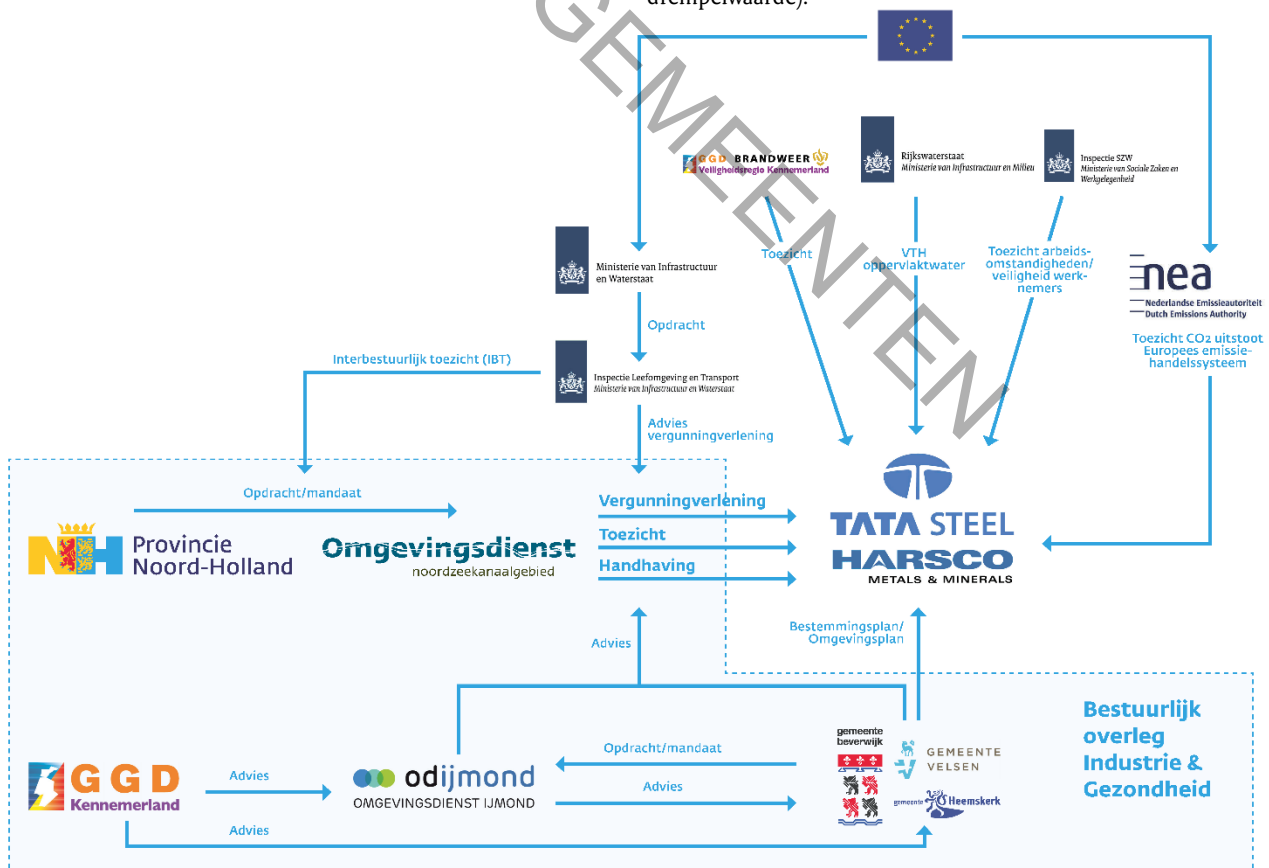 drempelwaarde).
GEMEENTEN
GGD BRANDWEER
Veiligheidsregio Kennemerland
Rijkswaterstaat
Ministerie van Infrastructuur en Milieu
Inspectie SZW
Ministerie van Sociale Zaken en
Werkgelegenheid
Toezicht
VTH
oppervlaktwater
Toezicht arbeids-
omstandigheden/
veiligheid werk-
nemers
nea
Nederlandse Emissieautoriteit
Dutch Emissions Authority
Toezicht CO2 uitstoot
Europees emissie-
handelssysteem
Ministerie van Infrastructuur
en Waterstaat
Opdracht
Interbestuurlijk toezicht (IBT)
Inspectie Leefomgeving en Transport
Ministerie van Infrastructuur en Waterstaat
Advies
vergunningverlening
Opdracht/mandaat
NH Provincie
Noord-Holland
Omgevingsdienst
noordzeekanaalgebied
Vergunningverlening
Toezicht
Handhaving
TATA STEEL
HARSCO
METALS & MINERALS
Bestemmingsplan/
Omgevingsplan
Advies
Bestuurlijk
overleg
Industrie &
Gezondheid
GGD
Kennemerland
Advies
odijmond
OMGEVINGSDIENST IJMOND
Opdracht/mandaat
Advies
gemeente
beverwijk
GEMEENTE
VELSEN
gemeente Heemskerk
Advies